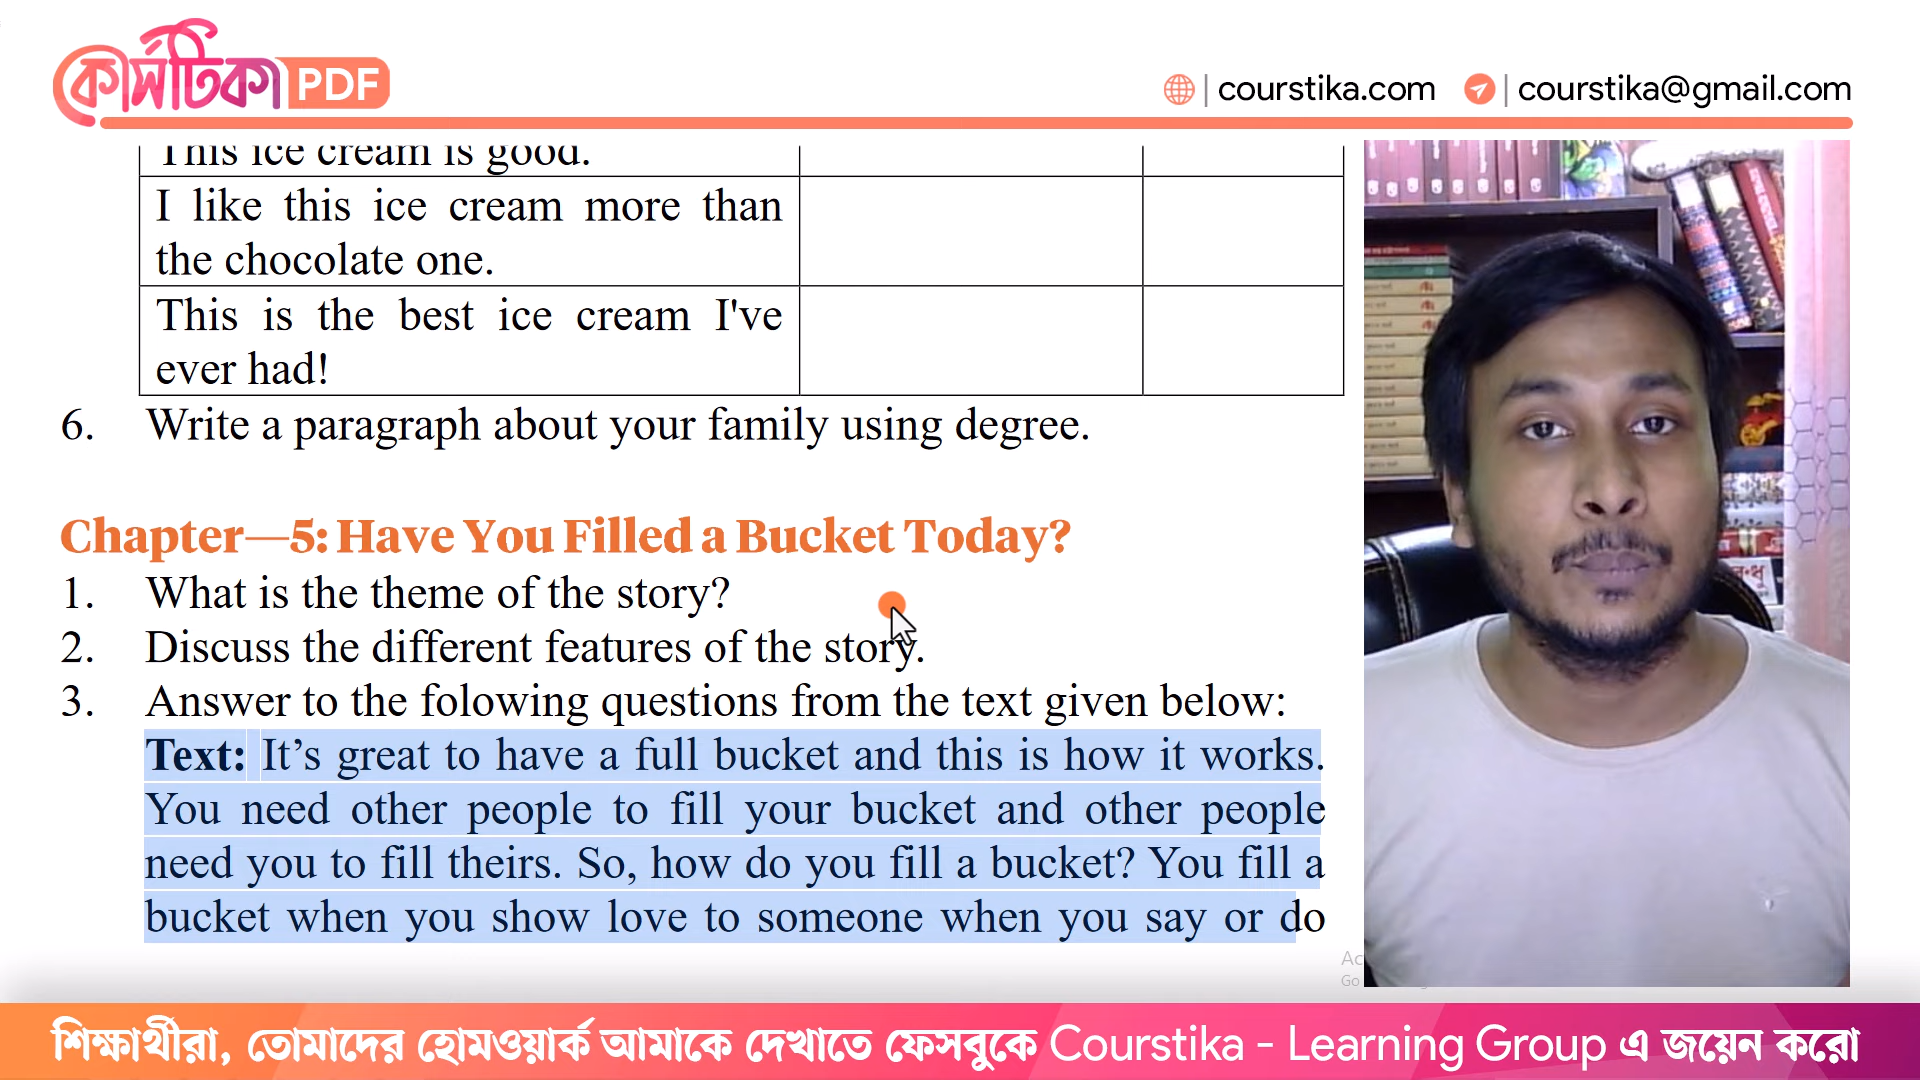 কোর্সটিকা PDF
courstika.com
courstika@gmail.com
This ice cream is good.
I like this ice cream more than
the chocolate one.
This is the best ice cream I've
ever had!
6. Write a paragraph about your family using degree.
Chapter—5: Have You Filled a Bucket Today?
1. What is the theme of the story?
2. Discuss the different features of the story.
3. Answer to the folowing questions from the text given below:
Text: It’s great to have a full bucket and this is how it works.
You need other people to fill your bucket and other people
need you to fill theirs. So, how do you fill a bucket? You fill a
bucket when you show love to someone when you say or do
শিক্ষার্থীরা, তোমাদের হোমওয়ার্ক আমাকে দেখাতে ফেসবুকে Courstika - Learning Group এ জয়েন করো